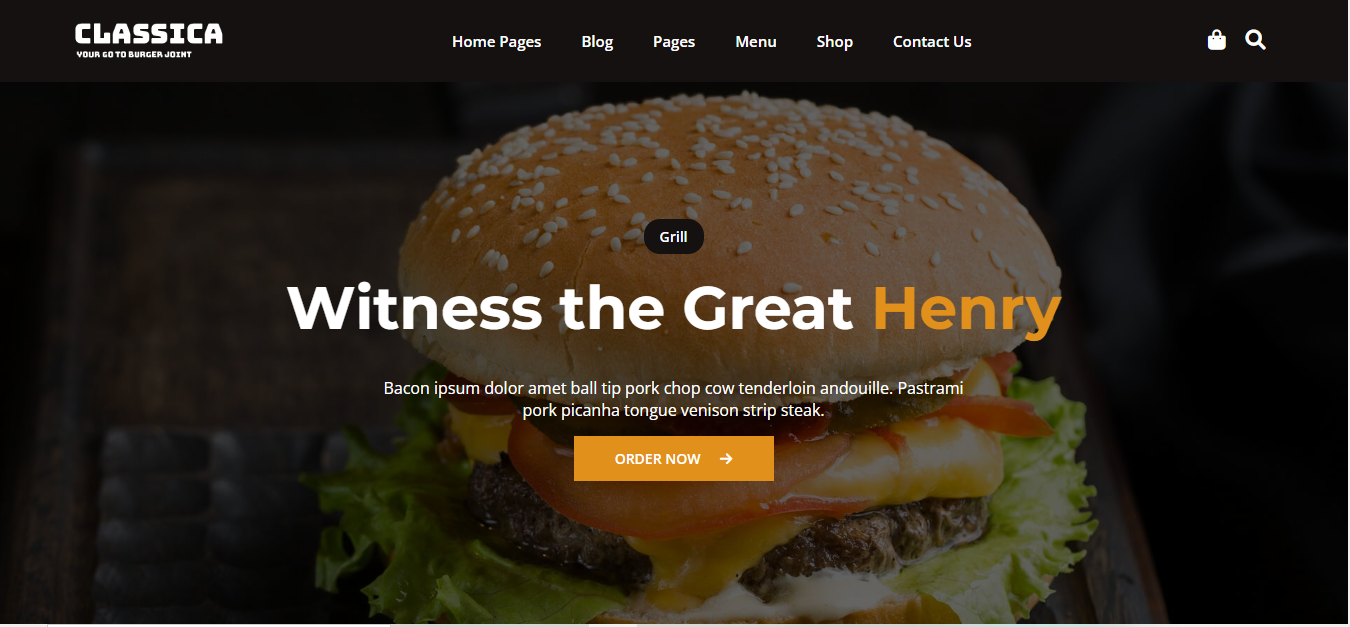 CLASSICA
YOUR GO TO BURGER JOINT
Home Pages
Blog
Pages
Menu
Shop
Contact Us
Grill
Witness the Great Henry
Bacon ipsum dolor amet ball tip pork chop cow tenderloin andouille. Pastrami
pork picanha tongue venison strip steak.
ORDER NOW